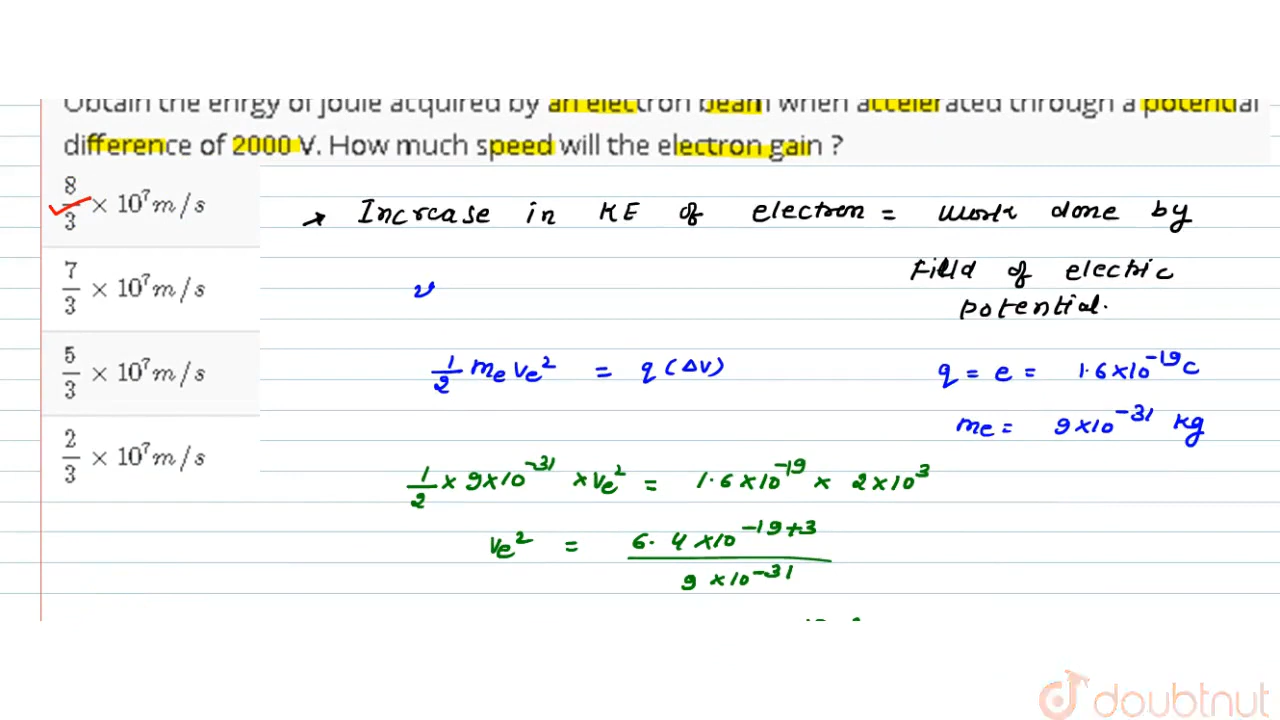 Obtain the enrgy of joule acquired by an electron beam when accelerated through a potential
difference of 2000 V. How much speed will the electron gain ?
8/3 × 10^7 m/s
7/3 × 10^7 m/s
5/3 × 10^7 m/s
2/3 × 10^7 m/s
→ Increase in KE of electron = work done by
Filld of electric
potential.
1/2 me ve^2 = q (ΔV)
q = e = 1.6×10^-19 C
me = 9×10^-31 kg
1/2 × 9×10^-31 × ve^2 = 1.6×10^-19 × 2×10^3
ve^2 = 6.4×10^-19+3 / 9×10^-31
doubtnut